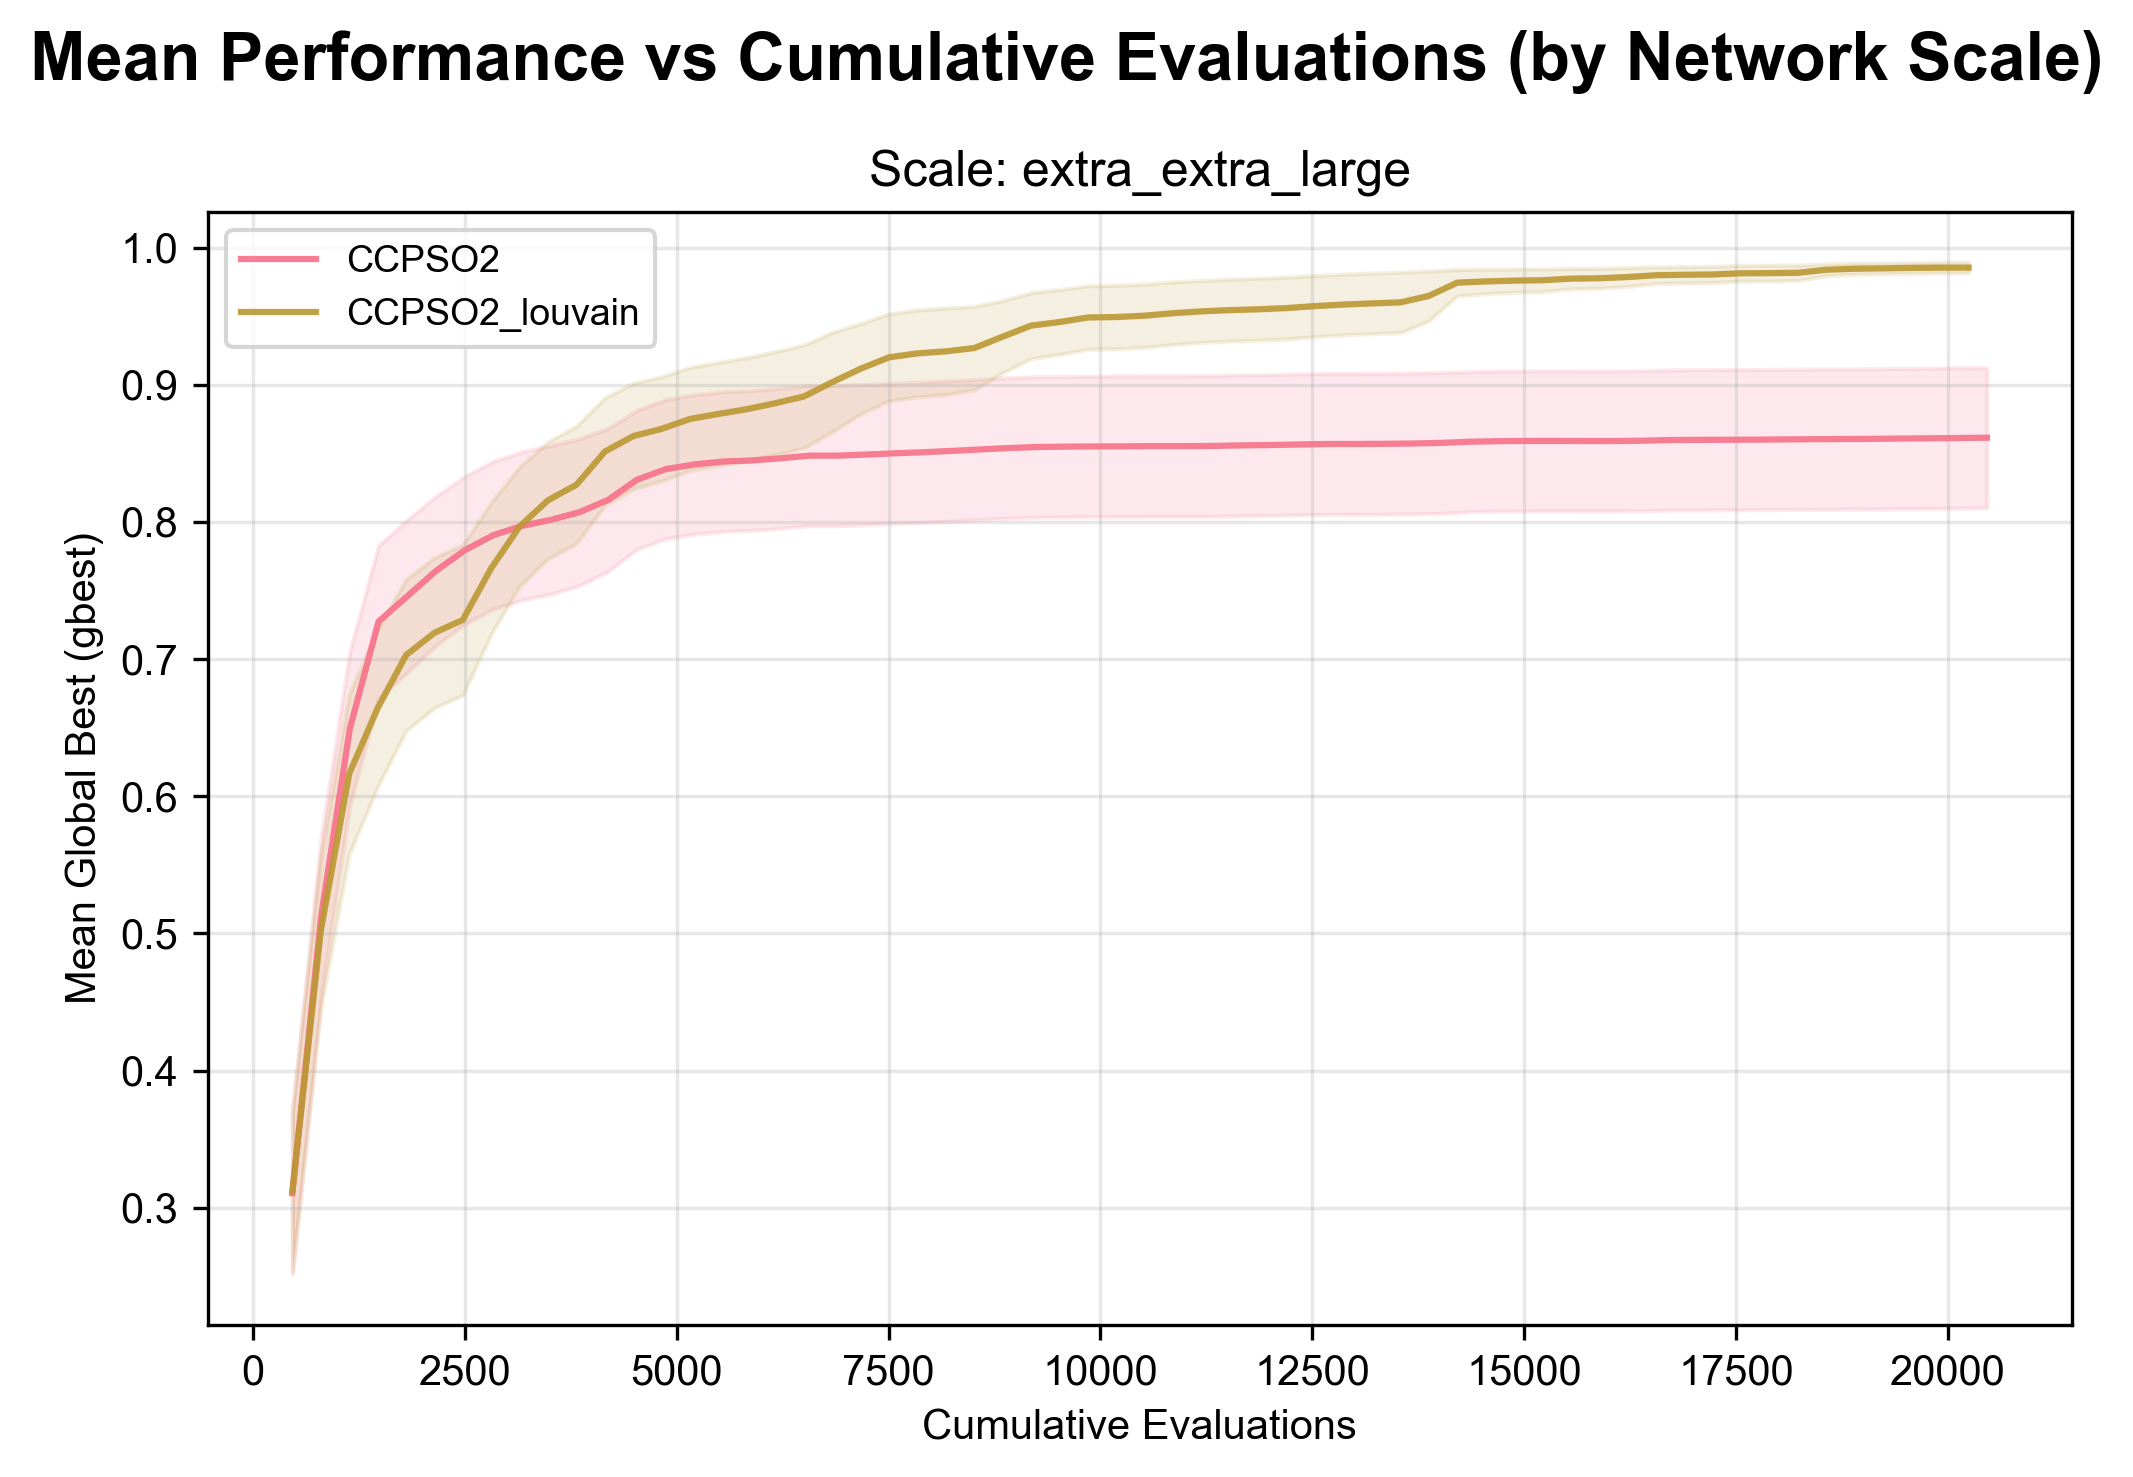 Mean Performance vs Cumulative Evaluations (by Network Scale)
Scale: extra_extra_large
CCPSO2
CCPSO2_louvain
1.0
0.9
0.8
0.7
0.6
0.5
0.4
0.3
Mean Global Best (gbest)
0 2500 5000 7500 10000 12500 15000 17500 20000
Cumulative Evaluations